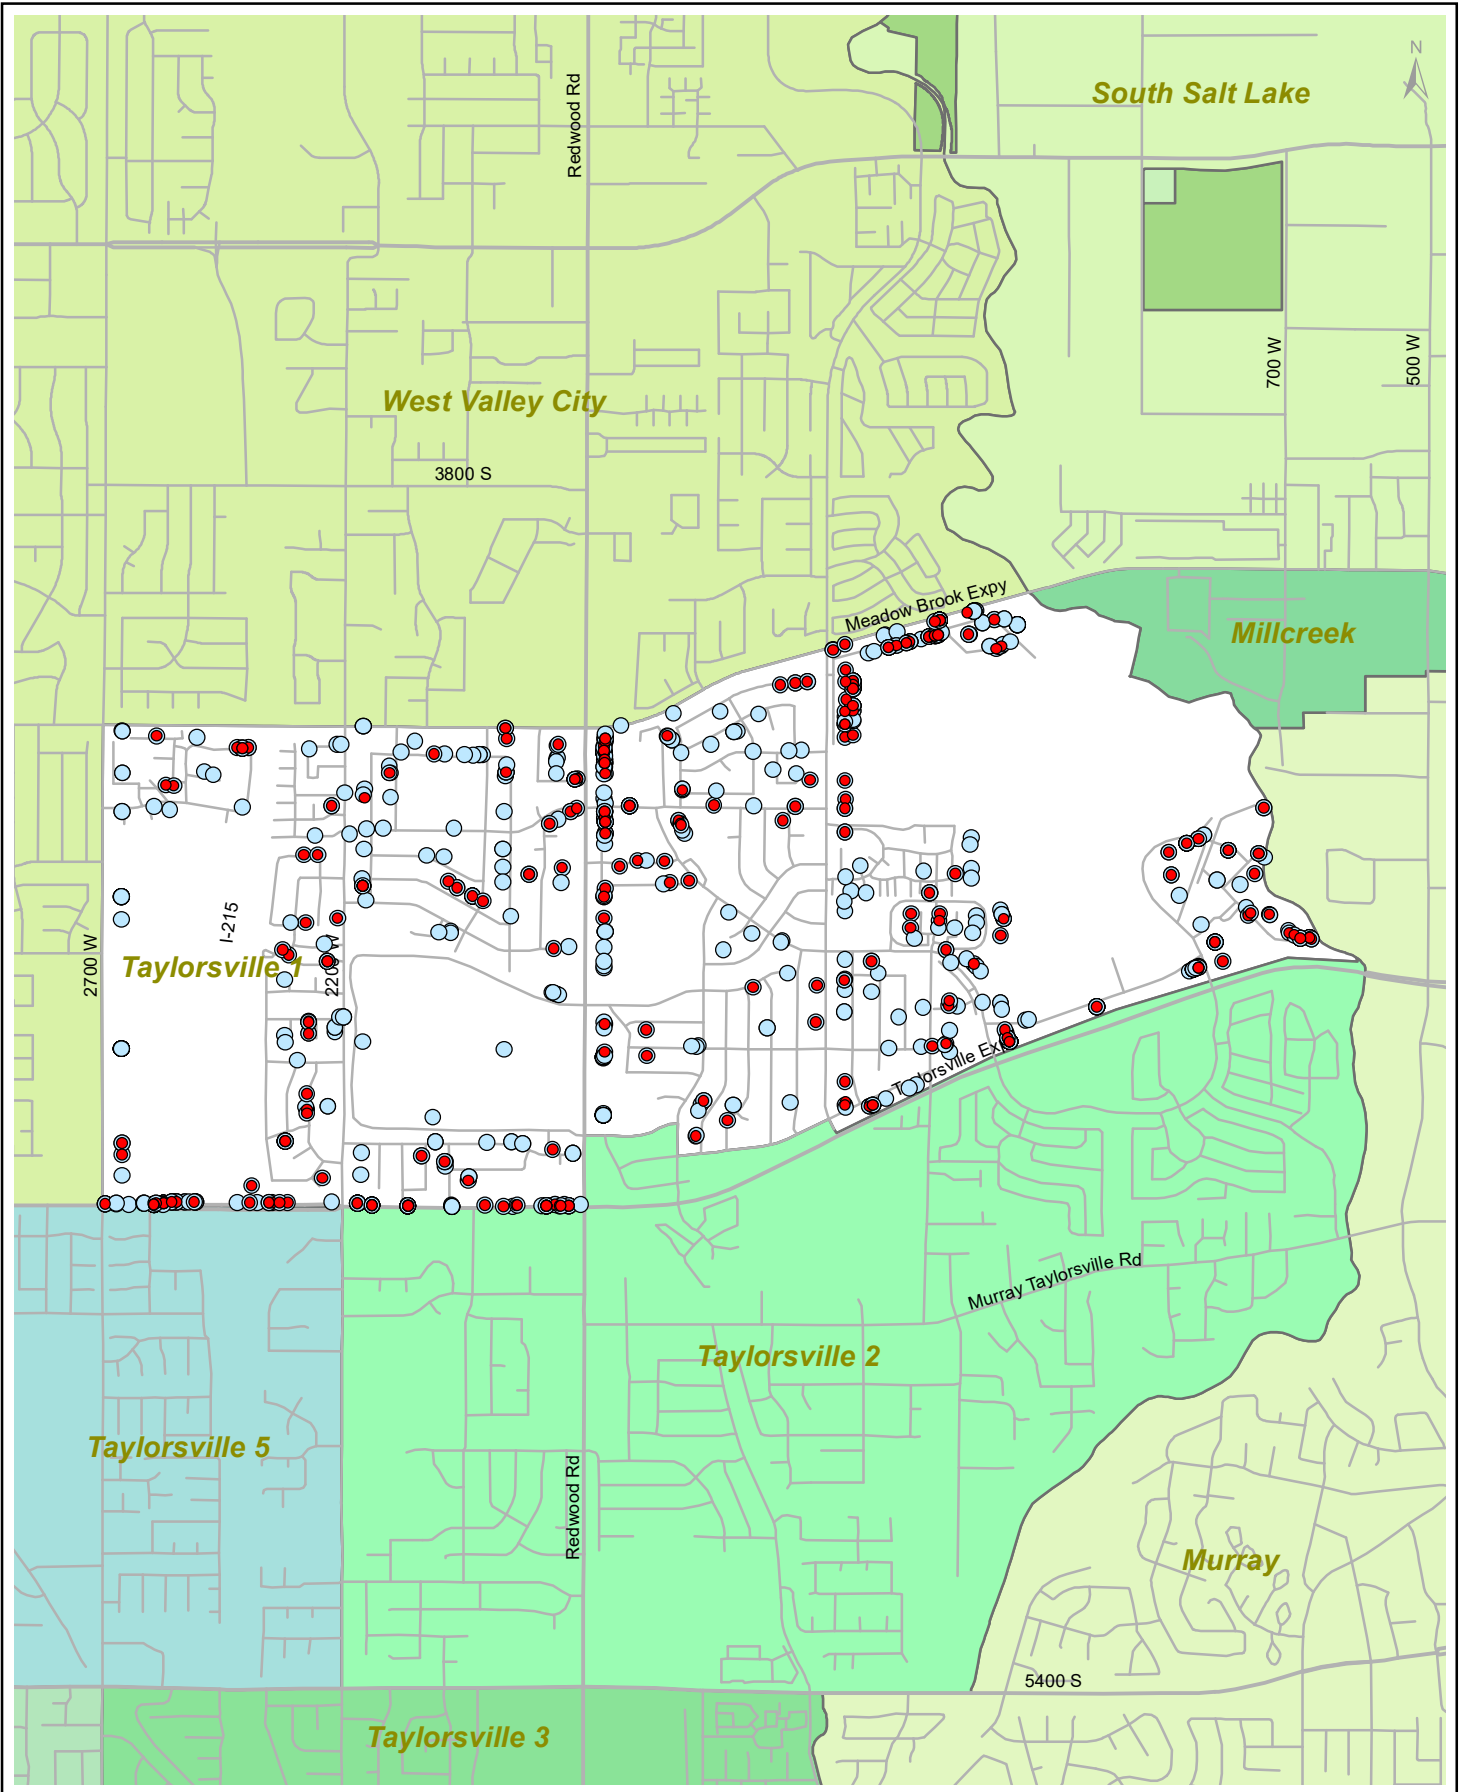 N
South Salt Lake
Redwood Rd
700 W
500 W
West Valley City
3800 S
Meadow Brook Expy
Millcreek
I-215
2700 W
Taylorsville 1
2200 W
Taylorsville Expy
Murray Taylorsville Rd
Taylorsville 2
Taylorsville 5
Redwood Rd
Murray
5400 S
Taylorsville 3